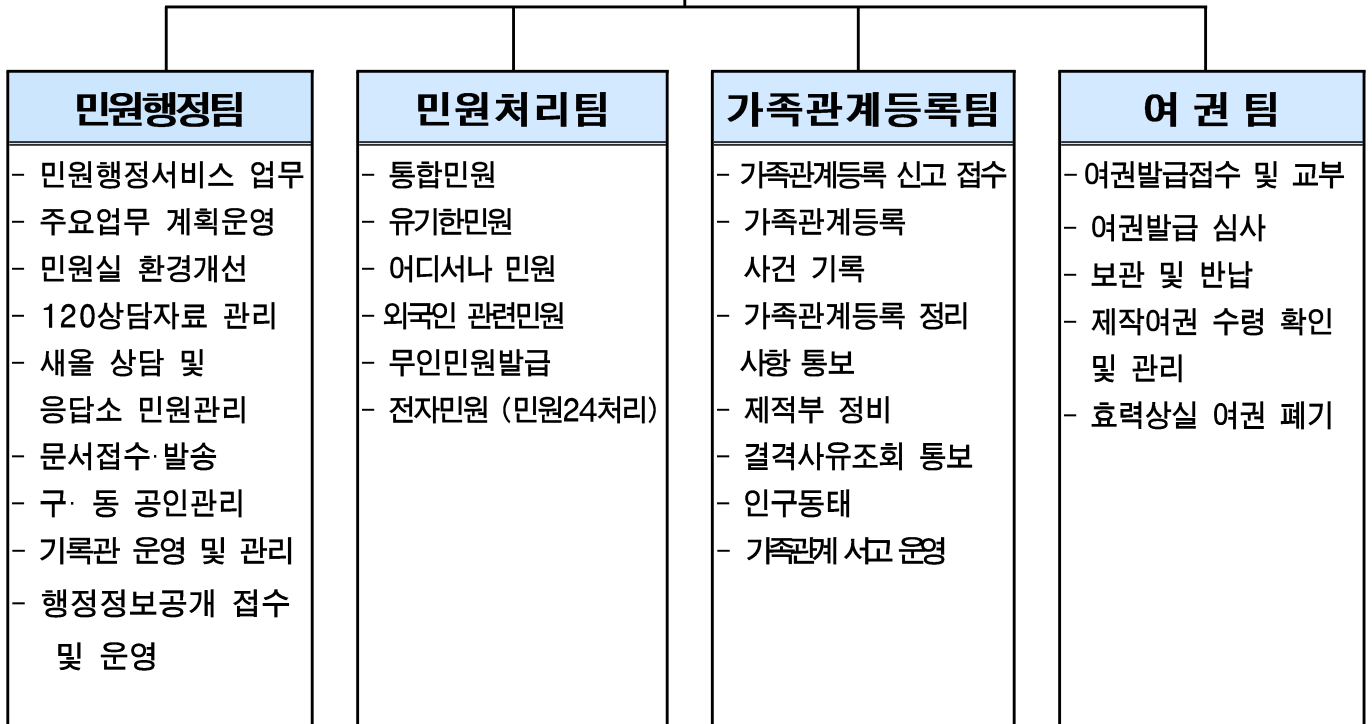 민원행정팀
- 민원행정서비스 업무
- 주요업무 계획운영
- 민원실 환경개선
- 120상담자료 관리
- 새올 상담 및
응답소 민원관리
- 문서접수·발송
- 구· 동 공인관리
- 기록관 운영 및 관리
- 행정정보공개 접수
및 운영
민원처리팀
- 통합민원
- 유기한민원
- 어디서나 민원
- 외국인 관련민원
- 무인민원발급
- 전자민원 (민원24처리)
가족관계등록팀
- 가족관계등록 신고 접수
- 가족관계등록
사건 기록
- 가족관계등록 정리
사항 통보
- 제적부 정비
- 결격사유조회 통보
- 인구동태
- 가족관계 서고 운영
여 권 팀
- 여권발급접수 및 교부
- 여권발급 심사
- 보관 및 반납
- 제작여권 수령 확인
및 관리
- 효력상실 여권 폐기